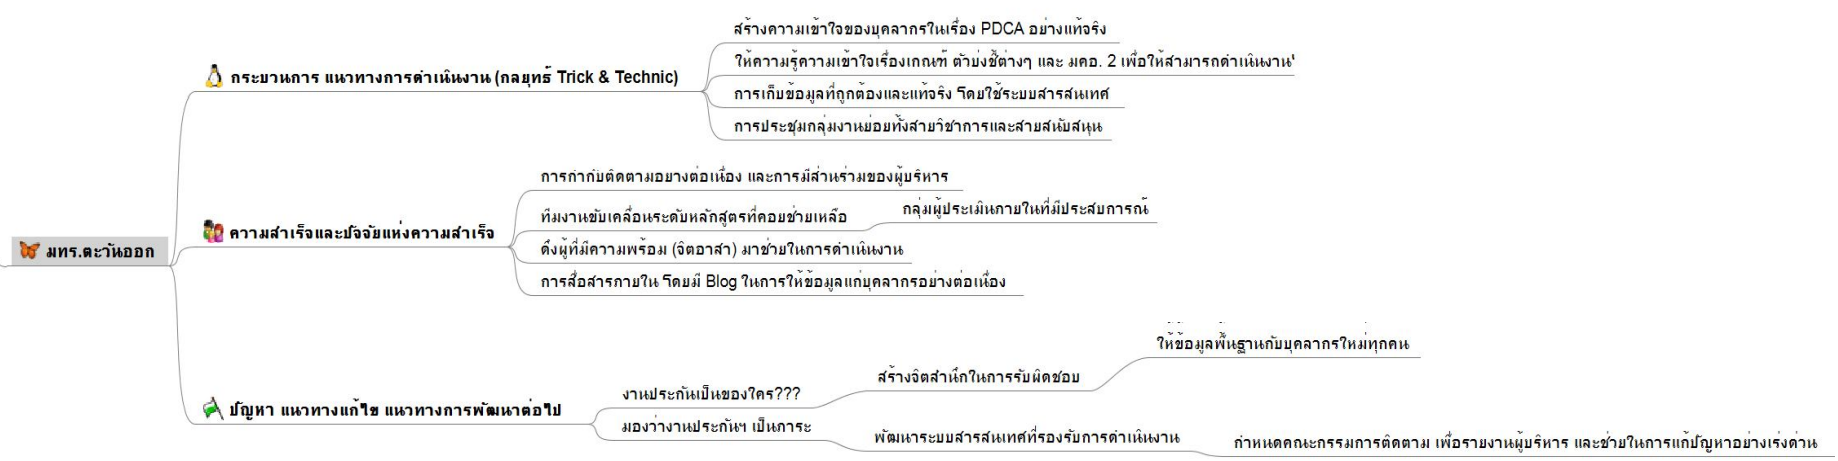 สร้างความเข้าใจของบุคลากรในเรื่อง PDCA อย่างแท้จริง
กระบวนการ แนวทางการดำเนินงาน (กลยุทธ์ Trick & Technic)
ให้ความรู้ความเข้าใจเรื่องเกณฑ์ ตัวบ่งชี้ต่างๆ และ มคอ. 2 เพื่อให้สามารถดำเนินงาน
การเก็บข้อมูลที่ถูกต้องและแท้จริง โดยใช้ระบบสารสนเทศ
การประชุมกลุ่มงานย่อยทั้งสายวิชาการและสายสนับสนุน
มทร.ตะวันออก
ความสำเร็จและปัจจัยแห่งความสำเร็จ
การกำกับติดตามอย่างต่อเนื่อง และการมีส่วนร่วมของผู้บริหาร
ทีมงานขับเคลื่อนระดับหลักสูตรที่คอยช่วยเหลือ
กลุ่มผู้ประเมินภายในที่มีประสบการณ์
ดึงผู้ที่มีความพร้อม (จิตอาสา) มาช่วยในการดำเนินงาน
การสื่อสารภายใน โดยมี Blog ในการให้ข้อมูลแก่บุคลากรอย่างต่อเนื่อง
ปัญหา แนวทางแก้ไข แนวทางการพัฒนาต่อไป
งานประกันเป็นของใคร???
สร้างจิตสำนึกในการรับผิดชอบ
ให้ข้อมูลพื้นฐานกับบุคลากรใหม่ทุกคน
มองว่างานประกันฯ เป็นภาระ
พัฒนาระบบสารสนเทศที่รองรับการดำเนินงาน
กำหนดคณะกรรมการติดตาม เพื่อรายงานผู้บริหาร และช่วยในการแก้ปัญหาอย่างเร่งด่วน